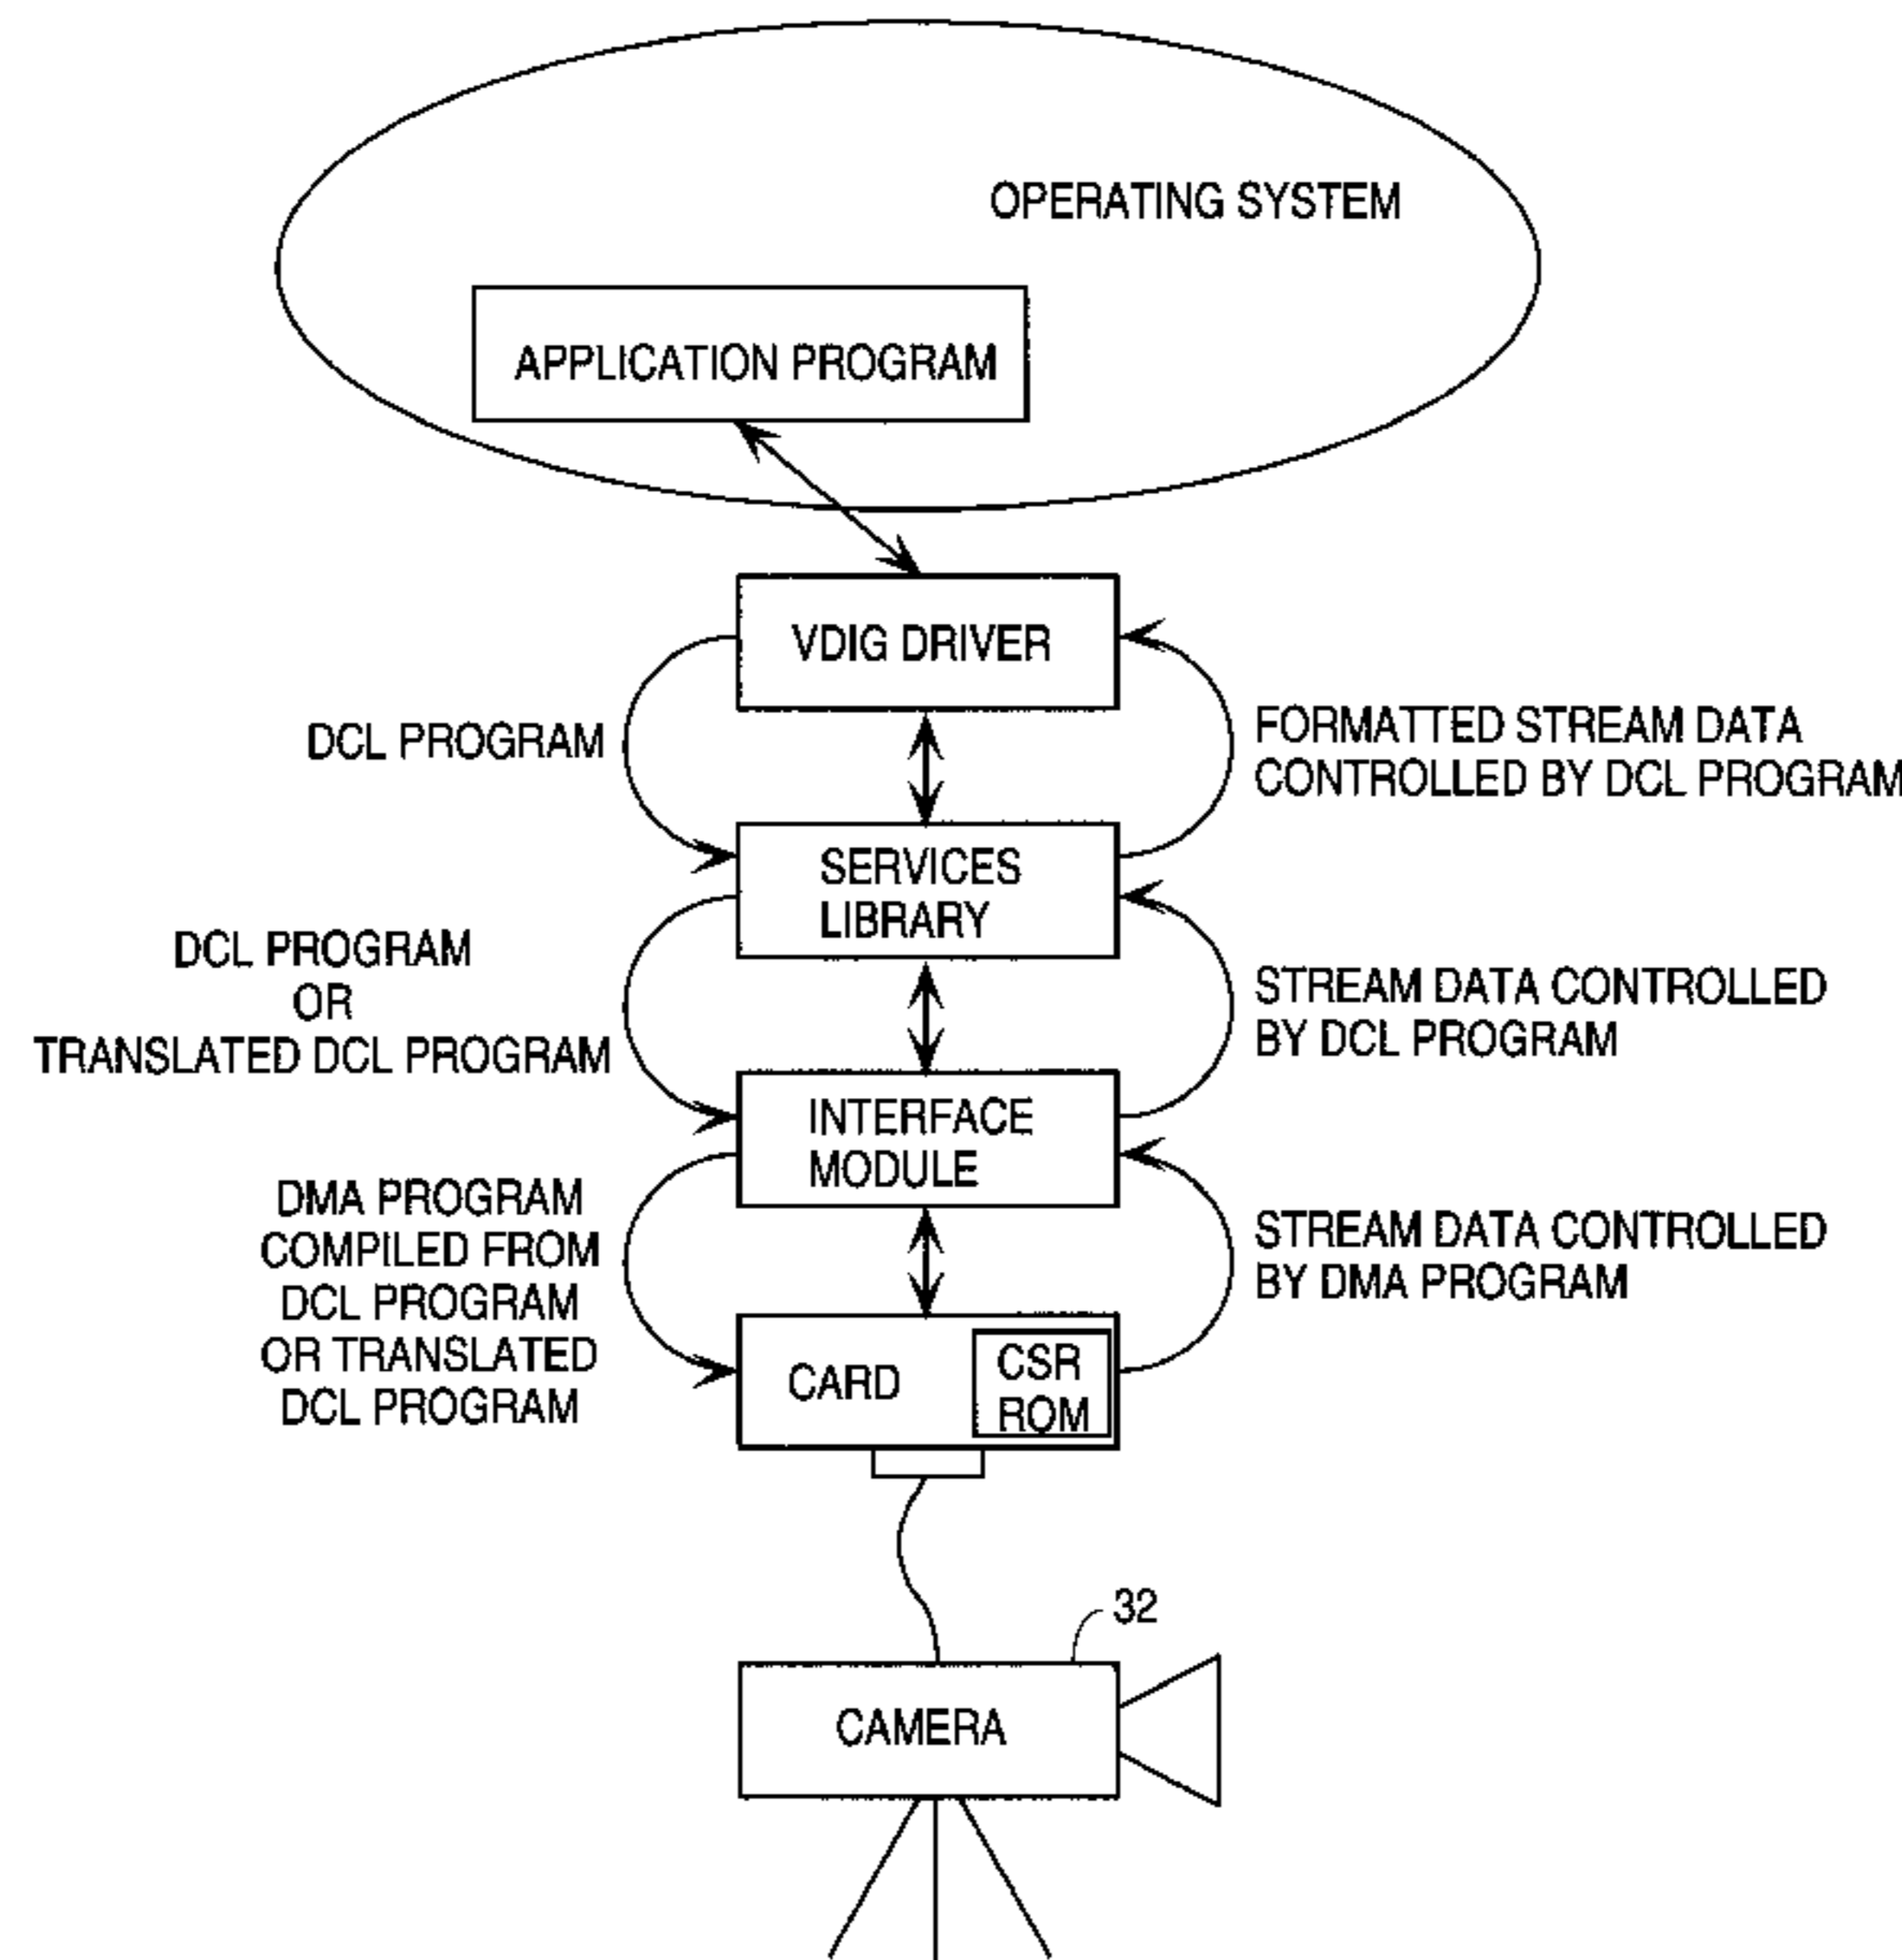 OPERATING SYSTEM
APPLICATION PROGRAM
VDIG DRIVER
DCL PROGRAM
FORMATTED STREAM DATA
CONTROLLED BY DCL PROGRAM
SERVICES
LIBRARY
DCL PROGRAM
OR
TRANSLATED DCL PROGRAM
STREAM DATA CONTROLLED
BY DCL PROGRAM
INTERFACE
MODULE
DMA PROGRAM
COMPILED FROM
DCL PROGRAM
OR TRANSLATED
DCL PROGRAM
STREAM DATA CONTROLLED
BY DMA PROGRAM
CARD
CSR
ROM
32
CAMERA